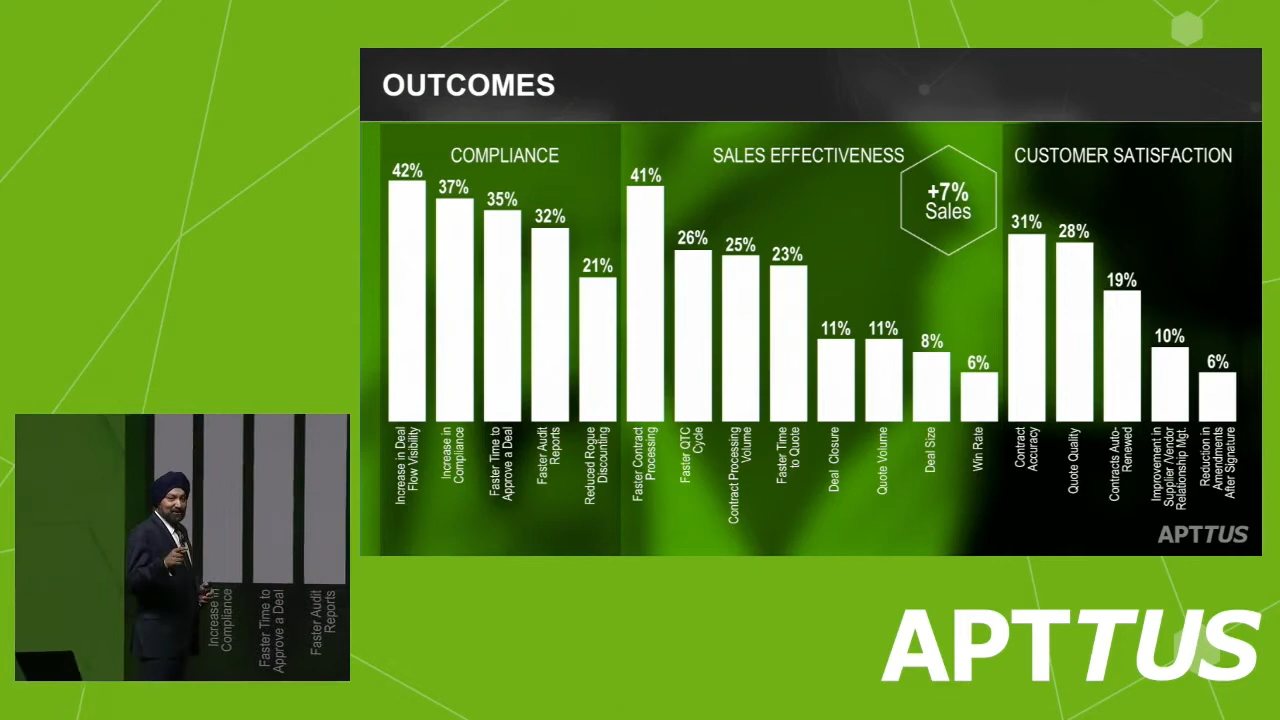 OUTCOMES
COMPLIANCE
SALES EFFECTIVENESS
CUSTOMER SATISFACTION
+7%
Sales
42%
37%
35%
32%
21%
41%
26%
25%
23%
11%
11%
8%
6%
31%
28%
19%
10%
6%
Increase in Deal
Flow Visibility
Increase in
Compliance
Faster Time to
Approve a Deal
Faster Audit
Reports
Reduced Rogue
Discounting
Faster Contract
Processing
Faster QTC
Cycle
Contract Processing
Volume
Faster Time
to Quote
Deal Closure
Quote Volume
Deal Size
Win Rate
Contract
Accuracy
Quote Quality
Contracts Auto-
Renewed
Improvement in
Supplier /Vendor
Relationship Mgt.
Reduction in
Amendments
After Signature
APTTUS
Increase in
Compliance
Faster Time to
Approve a Deal
Faster Audit
Reports
APTTUS